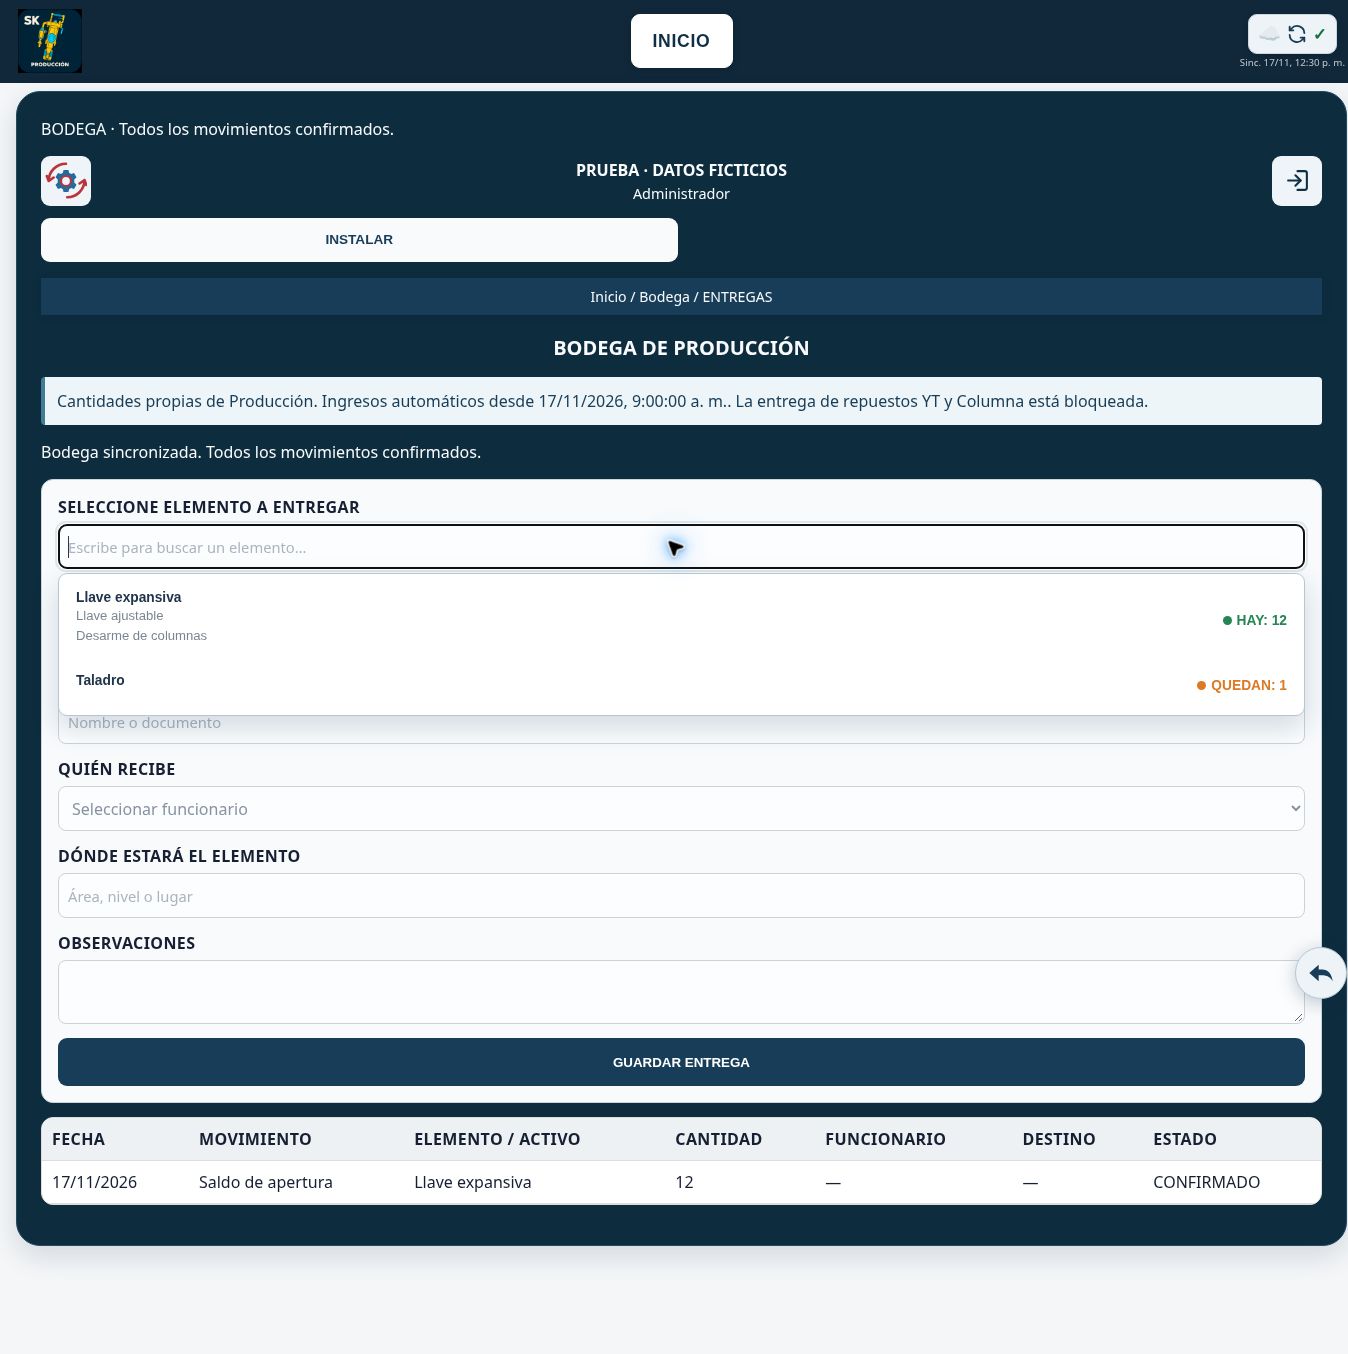 SK
PRODUCCIÓN
INICIO
Sinc. 17/11, 12:30 p. m.
BODEGA · Todos los movimientos confirmados.
PRUEBA · DATOS FICTICIOS
Administrador
INSTALAR
Inicio / Bodega / ENTREGAS
BODEGA DE PRODUCCIÓN
Cantidades propias de Producción. Ingresos automáticos desde 17/11/2026, 9:00:00 a. m.. La entrega de repuestos YT y Columna está bloqueada.
Bodega sincronizada. Todos los movimientos confirmados.
SELECCIONE ELEMENTO A ENTREGAR
Escribe para buscar un elemento...
Llave expansiva
Llave ajustable
Desarme de columnas
HAY: 12
Taladro
QUEDAN: 1
Nombre o documento
QUIÉN RECIBE
Seleccionar funcionario
DÓNDE ESTARÁ EL ELEMENTO
Área, nivel o lugar
OBSERVACIONES
GUARDAR ENTREGA
FECHA MOVIMIENTO ELEMENTO / ACTIVO CANTIDAD FUNCIONARIO DESTINO ESTADO
17/11/2026 Saldo de apertura Llave expansiva 12 — — CONFIRMADO